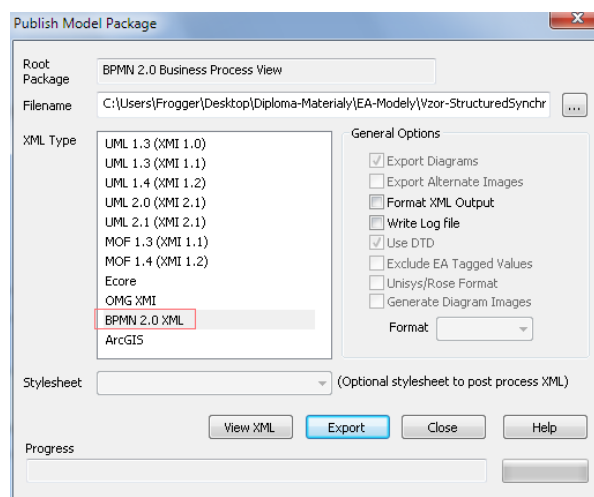 Publish Model Package
Root Package
BPMN 2.0 Business Process View
Filename
C:\Users\Frogger\Desktop\Diploma-Materialy\EA-Modely\Vzor-StructuredSynchr
...
XML Type
UML 1.3 (XMI 1.0)
UML 1.3 (XMI 1.1)
UML 1.4 (XMI 1.2)
UML 2.0 (XMI 2.1)
UML 2.1 (XMI 2.1)
MOF 1.3 (XMI 1.1)
MOF 1.4 (XMI 1.2)
Ecore
OMG XMI
BPMN 2.0 XML
ArcGIS
General Options
Export Diagrams
Export Alternate Images
Format XML Output
Write Log file
Use DTD
Exclude EA Tagged Values
Unisys/Rose Format
Generate Diagram Images
Format
Stylesheet
(Optional stylesheet to post process XML)
View XML
Export
Close
Help
Progress